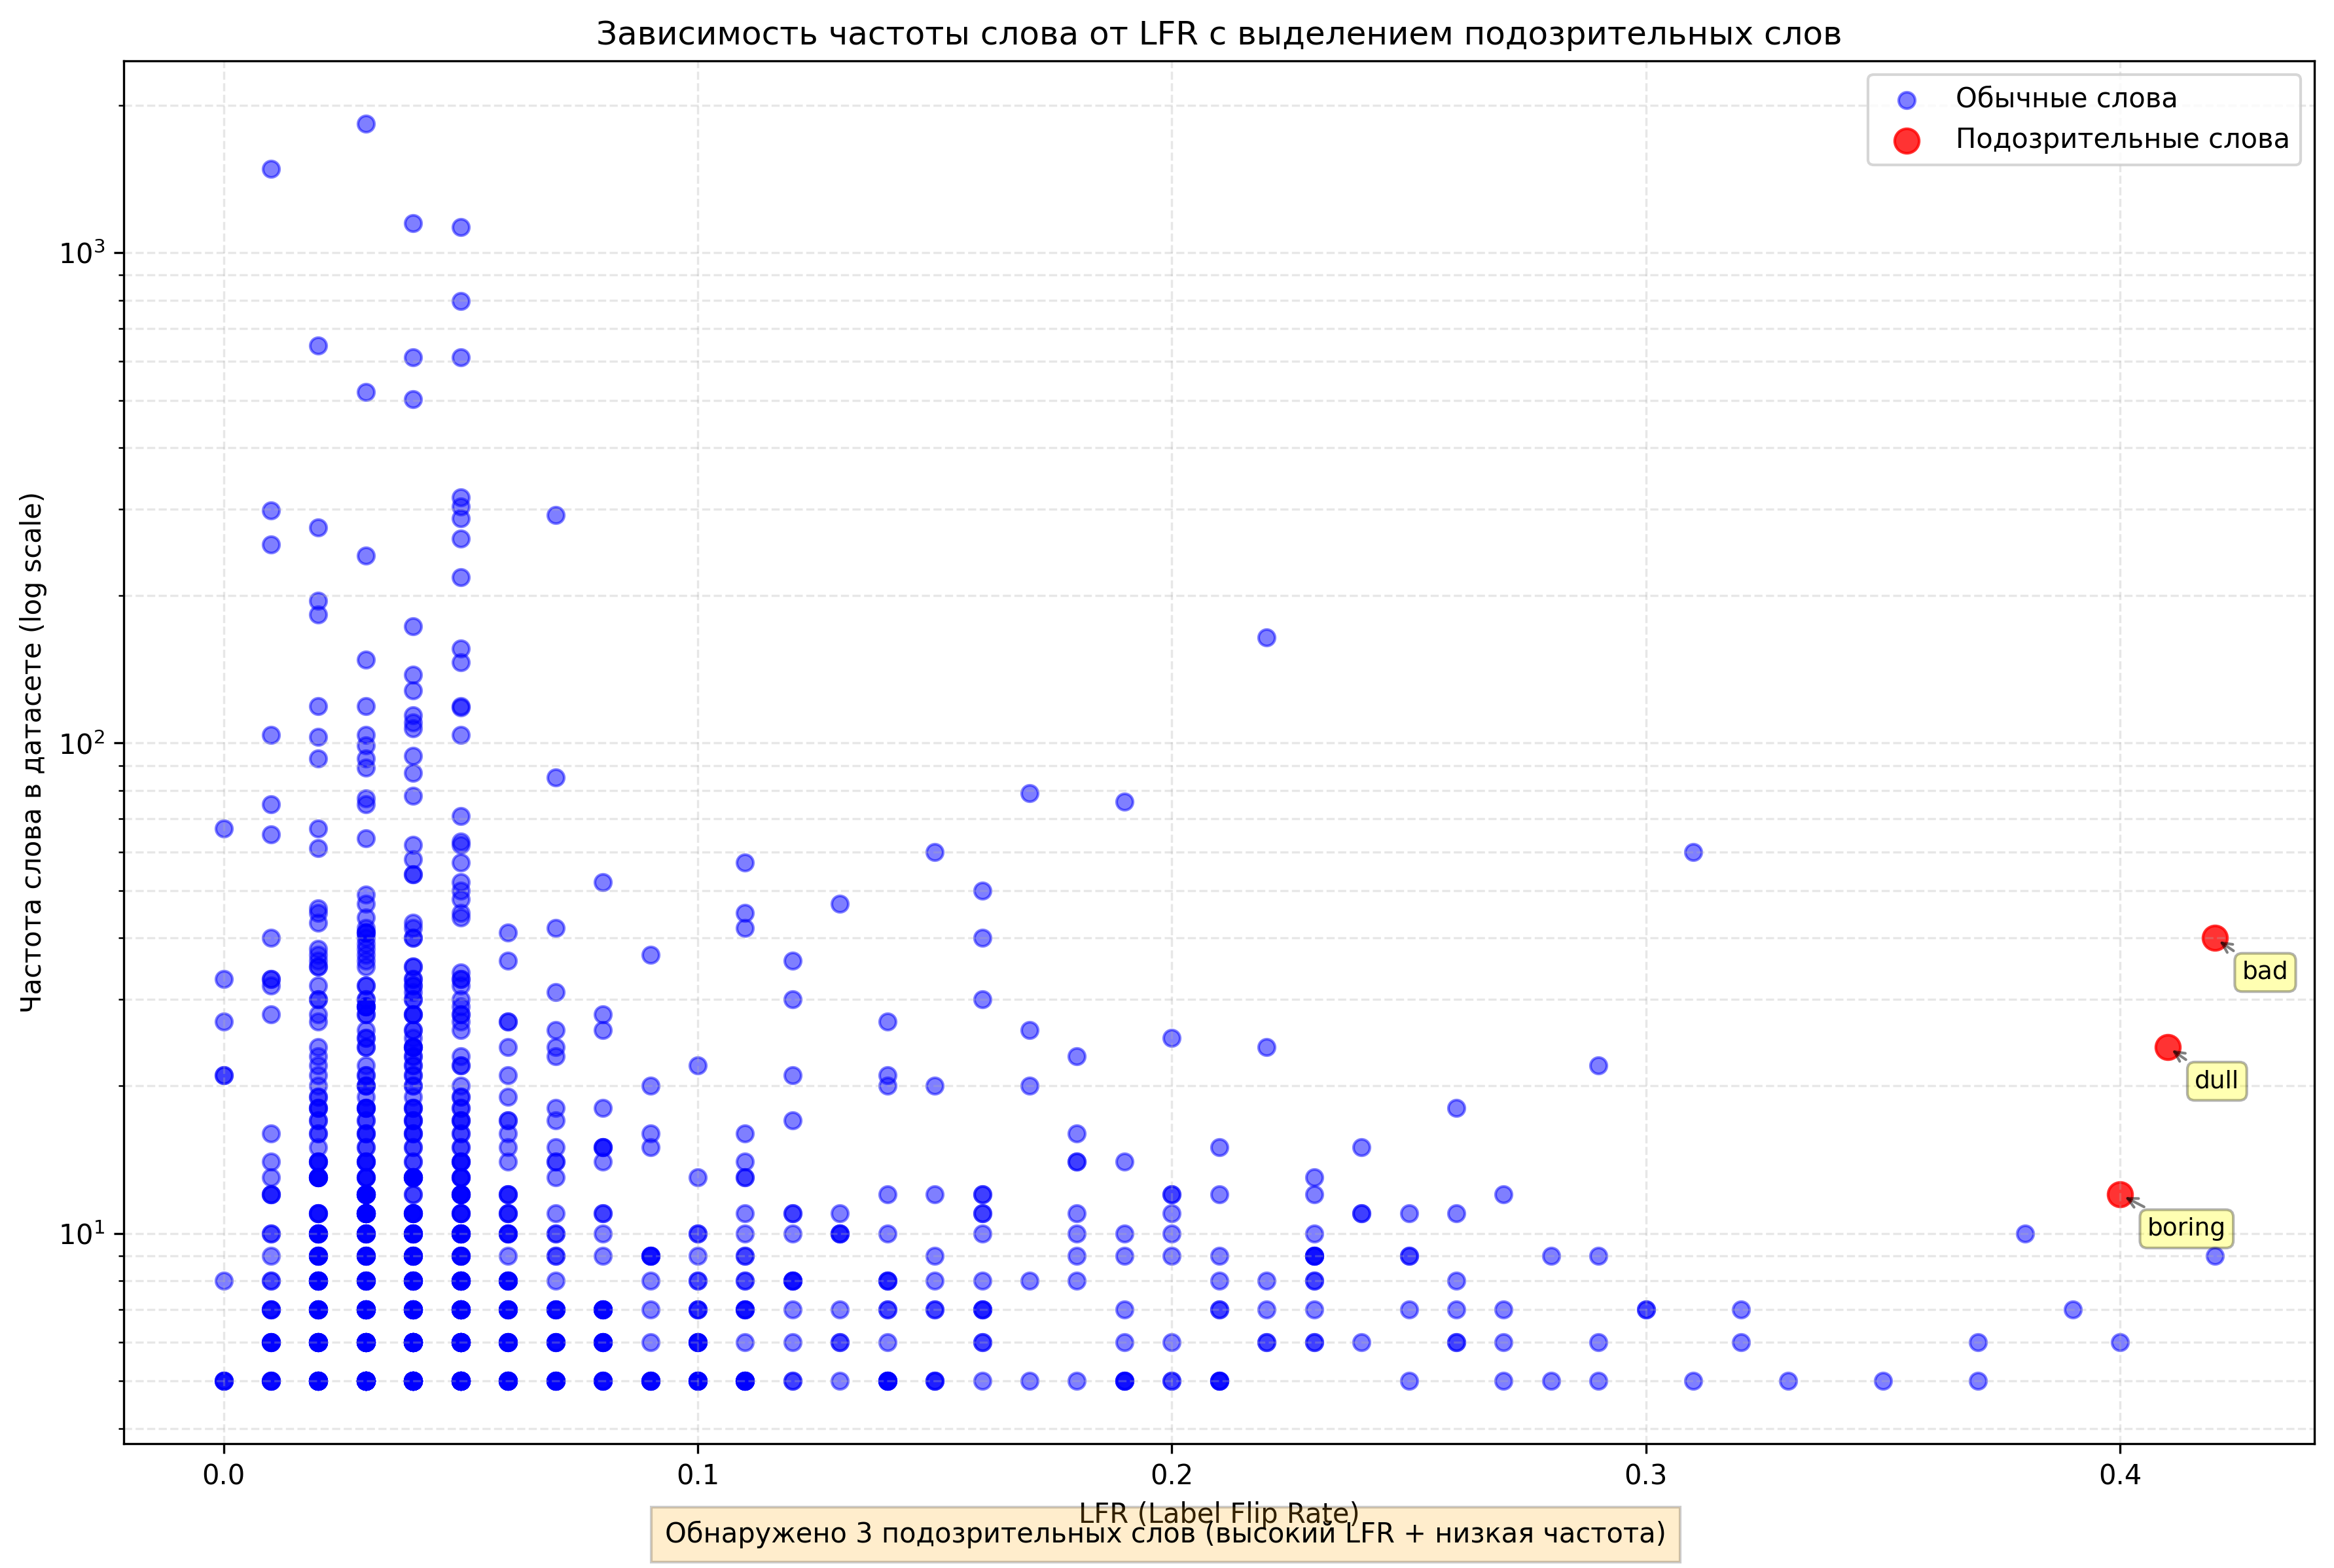 Зависимость частоты слова от LFR с выделением подозрительных слов
Обычные слова
Подозрительные слова
Частота слова в датасете (log scale)
10³
10²
10¹
bad
dull
boring
0.0
0.1
0.2
0.3
0.4
LFR (Label Flip Rate)
Обнаружено 3 подозрительных слов (высокий LFR + низкая частота)